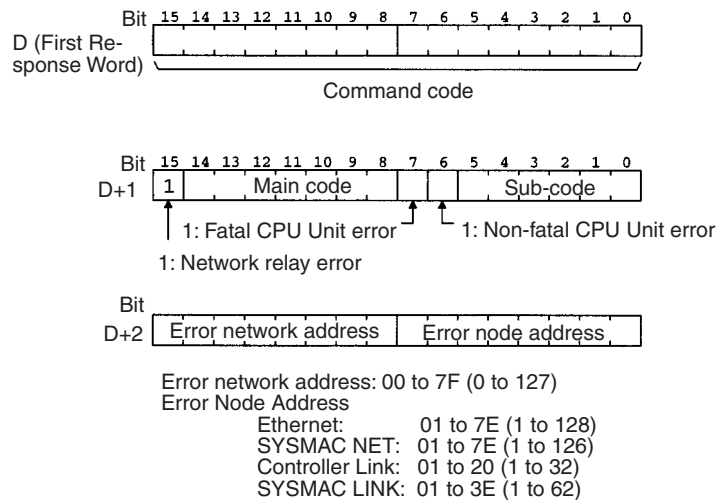 Bit 15 14 13 12 11 10 9 8 7 6 5 4 3 2 1 0
D (First Re-
sponse Word)
Command code
Bit 15 14 13 12 11 10 9 8 7 6 5 4 3 2 1 0
D+1 1 Main code Sub-code
1: Fatal CPU Unit error 1: Non-fatal CPU Unit error
1: Network relay error
Bit
D+2 Error network address Error node address
Error network address: 00 to 7F (0 to 127)
Error Node Address
Ethernet: 01 to 7E (1 to 128)
SYSMAC NET: 01 to 7E (1 to 126)
Controller Link: 01 to 20 (1 to 32)
SYSMAC LINK: 01 to 3E (1 to 62)